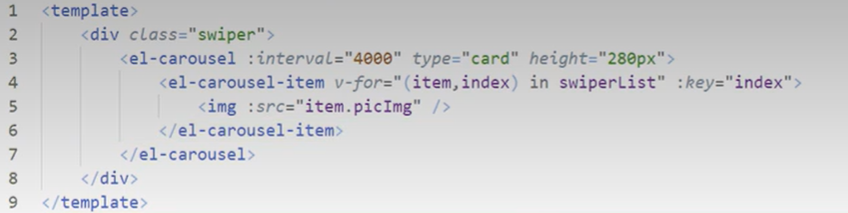 1 <template>
2 <div class="swiper">
3 <el-carousel :interval="4000" type="card" height="280px">
4 <el-carousel-item v-for="(item,index) in swiperList" :key="index">
5 <img :src="item.picImg" />
6 </el-carousel-item>
7 </el-carousel>
8 </div>
9 </template>